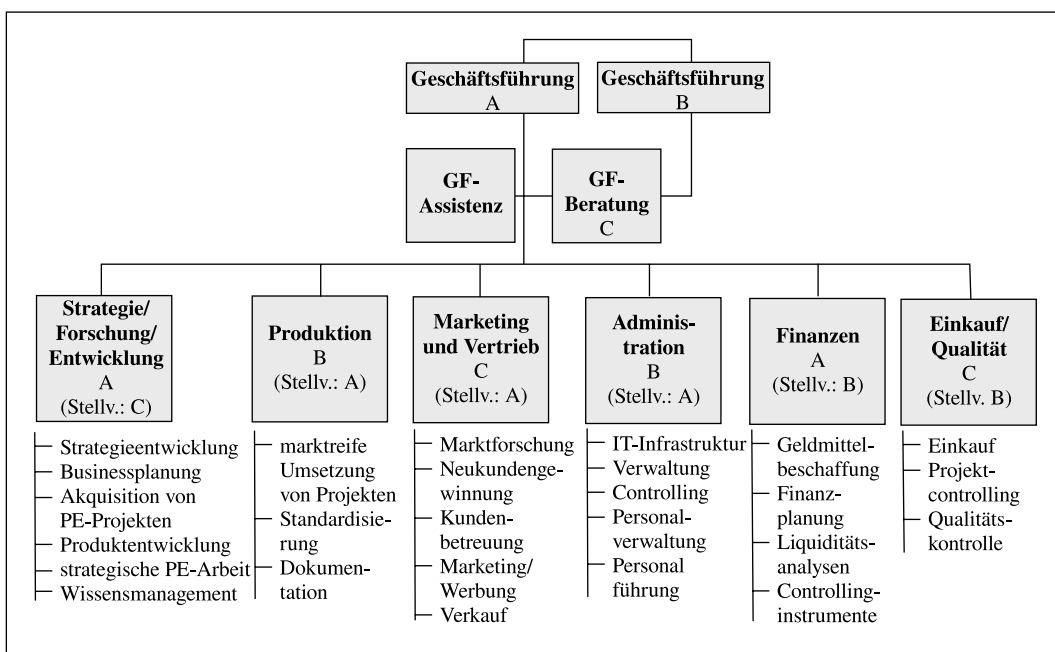 Geschäftsführung
A
Geschäftsführung
B
GF-
Assistenz
GF-
Beratung
C
Strategie/
Forschung/
Entwicklung
A
(Stellv.: C)
Strategieentwicklung
Businessplanung
Akquisition von
PE-Projekten
Produktentwicklung
strategische PE-Arbeit
Wissensmanagement
Produktion
B
(Stellv.: A)
marktreife
Umsetzung
von Projekten
Standardisie-
rung
Dokumen-
tation
Marketing
und Vertrieb
C
(Stellv.: A)
Marktforschung
Neukundenge-
winnung
Kunden-
betreuung
Marketing/
Werbung
Verkauf
Adminis-
tration
B
(Stellv.: A)
IT-Infrastruktur
Verwaltung
Controlling
Personal-
verwaltung
Personal
führung
Finanzen
A
(Stellv.: B)
Geldmittel-
beschaffung
Finanz-
planung
Liquiditäts-
analysen
Controlling-
instrumente
Einkauf/
Qualität
C
(Stellv. B)
Einkauf
Projekt-
controlling
Qualitäts-
kontrolle